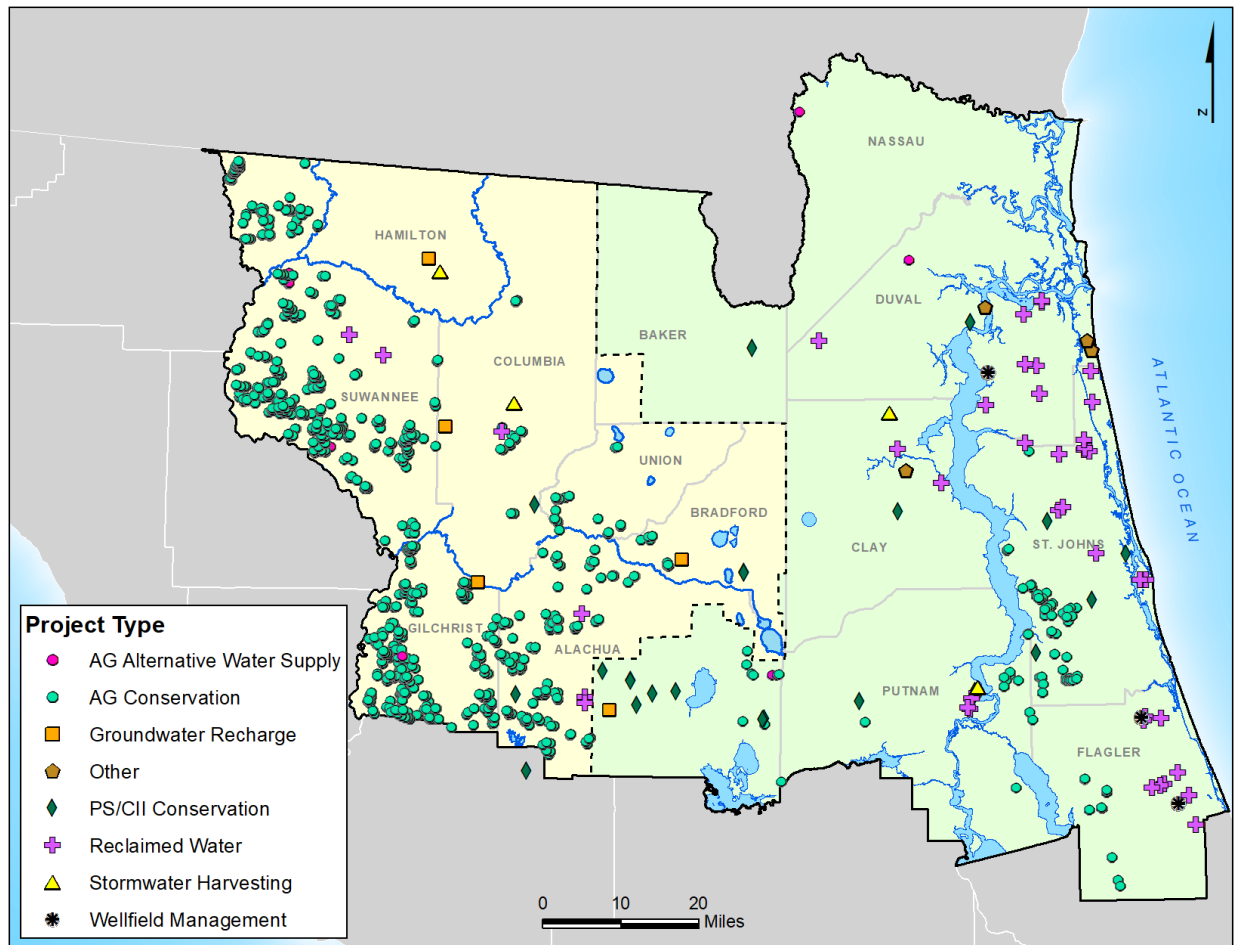 N
NASSAU
HAMILTON
DUVAL
BAKER
COLUMBIA
SUWANNEE
ATLANTIC OCEAN
UNION
BRADFORD
CLAY
ST. JOHNS
GILCHRIST
ALACHUA
PUTNAM
FLAGLER
Project Type
AG Alternative Water Supply
AG Conservation
Groundwater Recharge
Other
PS/CII Conservation
Reclaimed Water
Stormwater Harvesting
Wellfield Management
0 10 20
Miles